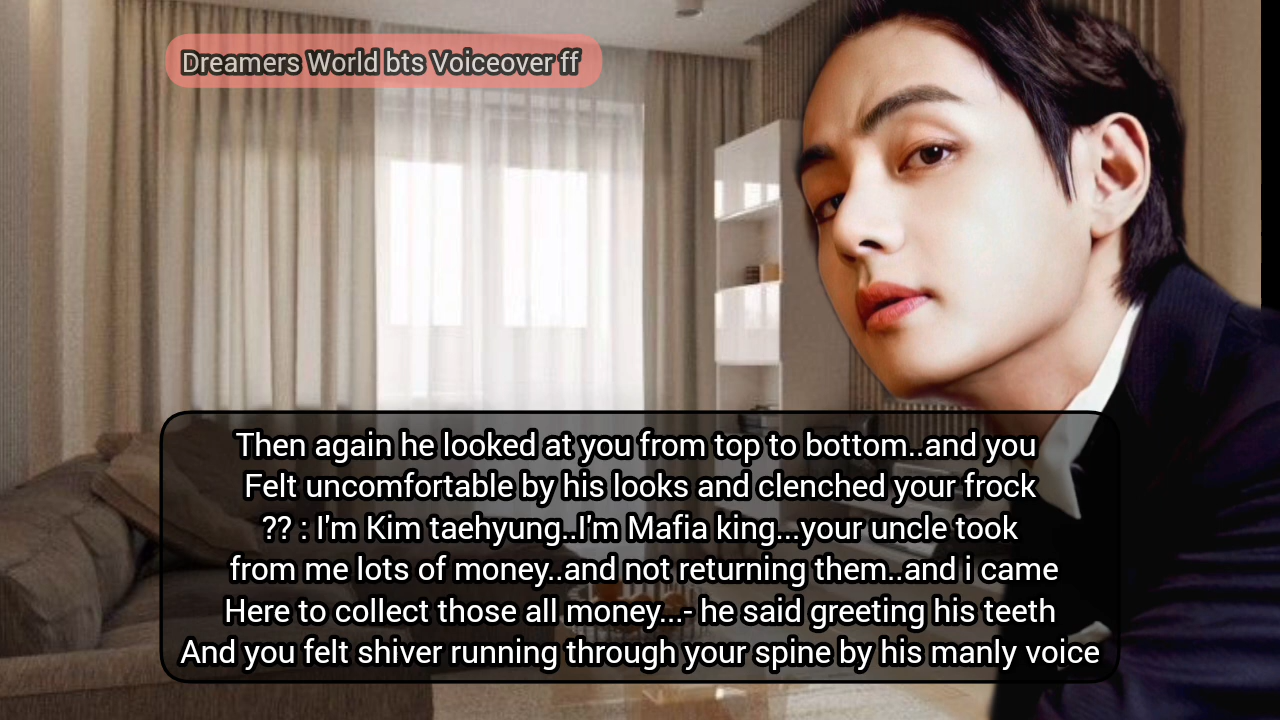 Dreamers World bts Voiceover ff
Then again he looked at you from top to bottom..and you
Felt uncomfortable by his looks and clenched your frock
?? : I'm Kim taehyung..I'm Mafia king...your uncle took
from me lots of money..and not returning them..and i came
Here to collect those all money...- he said greeting his teeth
And you felt shiver running through your spine by his manly voice